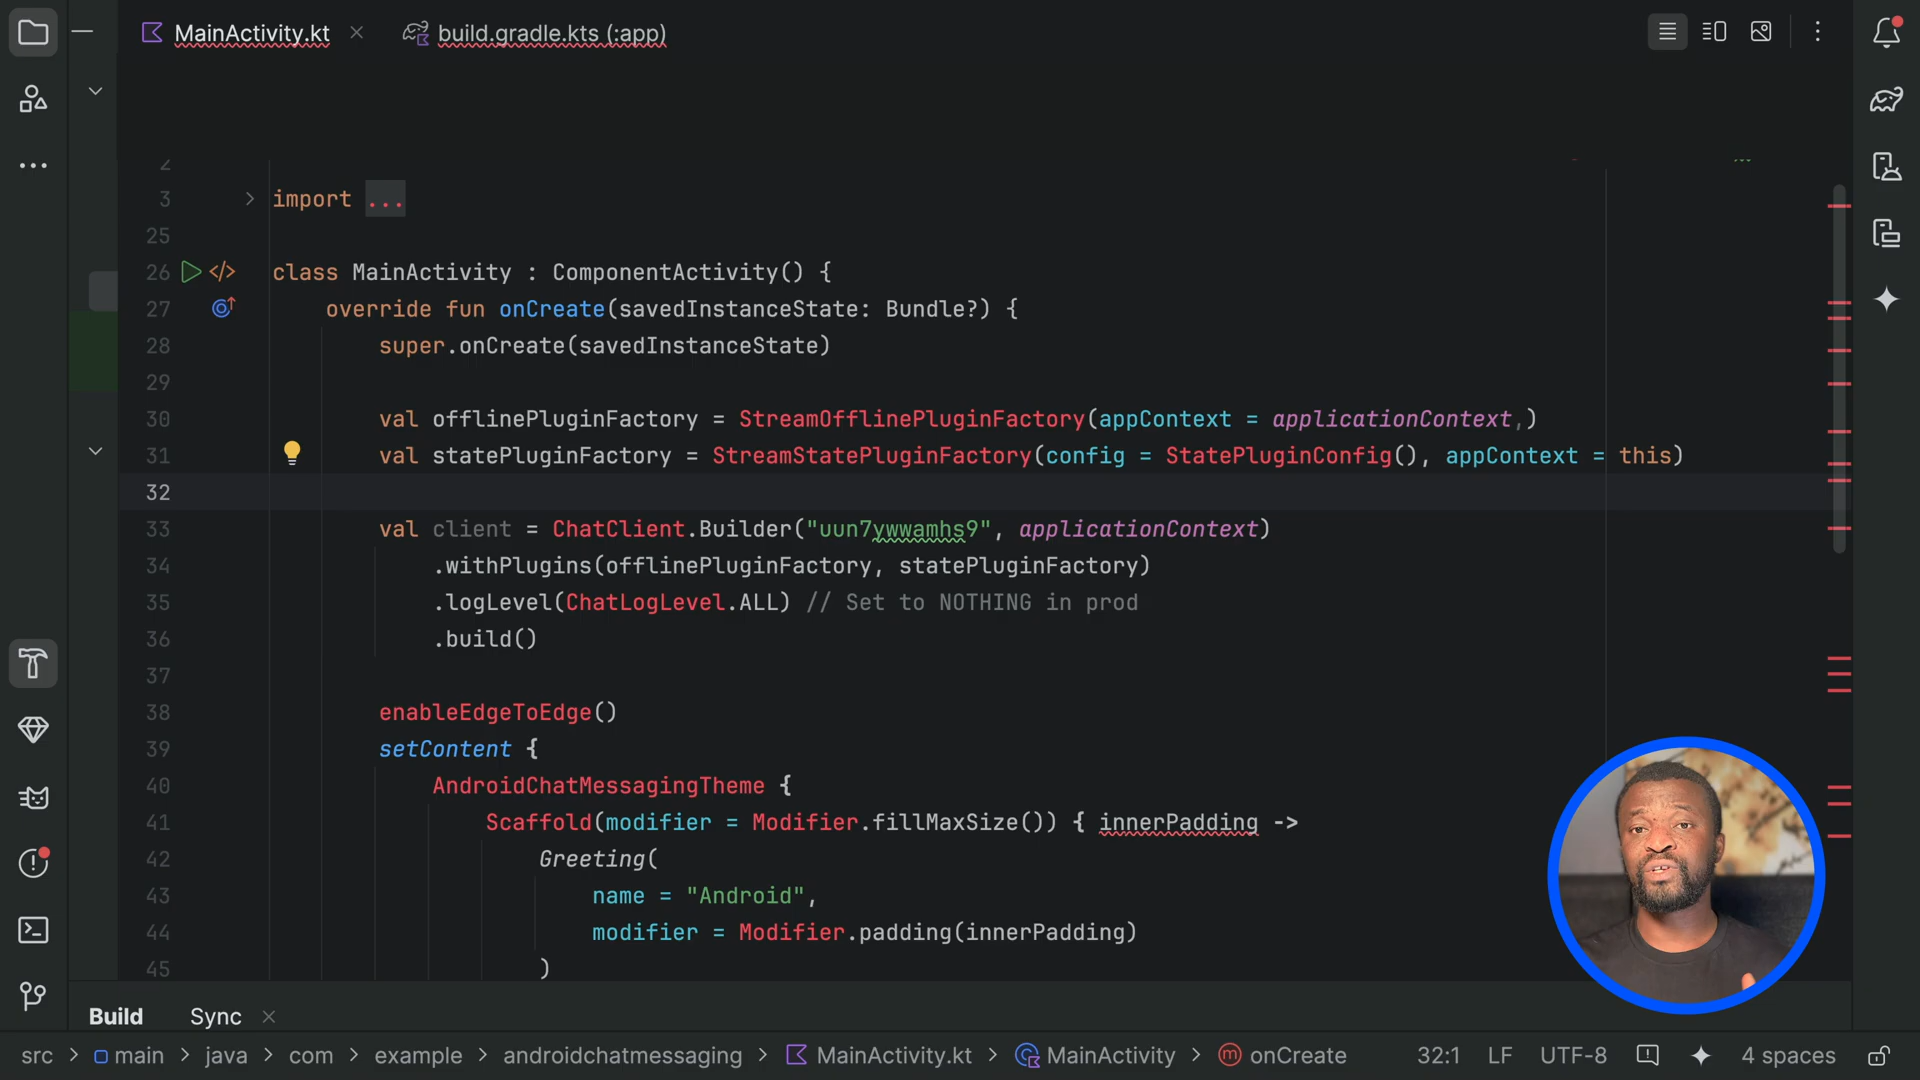 MainActivity.kt
build.gradle.kts (:app)
2
3 import ...
25
26 class MainActivity : ComponentActivity() {
27 override fun onCreate(savedInstanceState: Bundle?) {
28 super.onCreate(savedInstanceState)
29
30 val offlinePluginFactory = StreamOfflinePluginFactory(appContext = applicationContext,)
31 val statePluginFactory = StreamStatePluginFactory(config = StatePluginConfig(), appContext = this)
32
33 val client = ChatClient.Builder("uun7ywwamhs9", applicationContext)
34 .withPlugins(offlinePluginFactory, statePluginFactory)
35 .logLevel(ChatLogLevel.ALL) // Set to NOTHING in prod
36 .build()
37
38 enableEdgeToEdge()
39 setContent {
40 AndroidChatMessagingTheme {
41 Scaffold(modifier = Modifier.fillMaxSize()) { innerPadding ->
42 Greeting(
43 name = "Android",
44 modifier = Modifier.padding(innerPadding)
45 )
Build Sync
src > main > java > com > example > androidchatmessaging > MainActivity.kt > MainActivity > onCreate 32:1 LF UTF-8 4 spaces